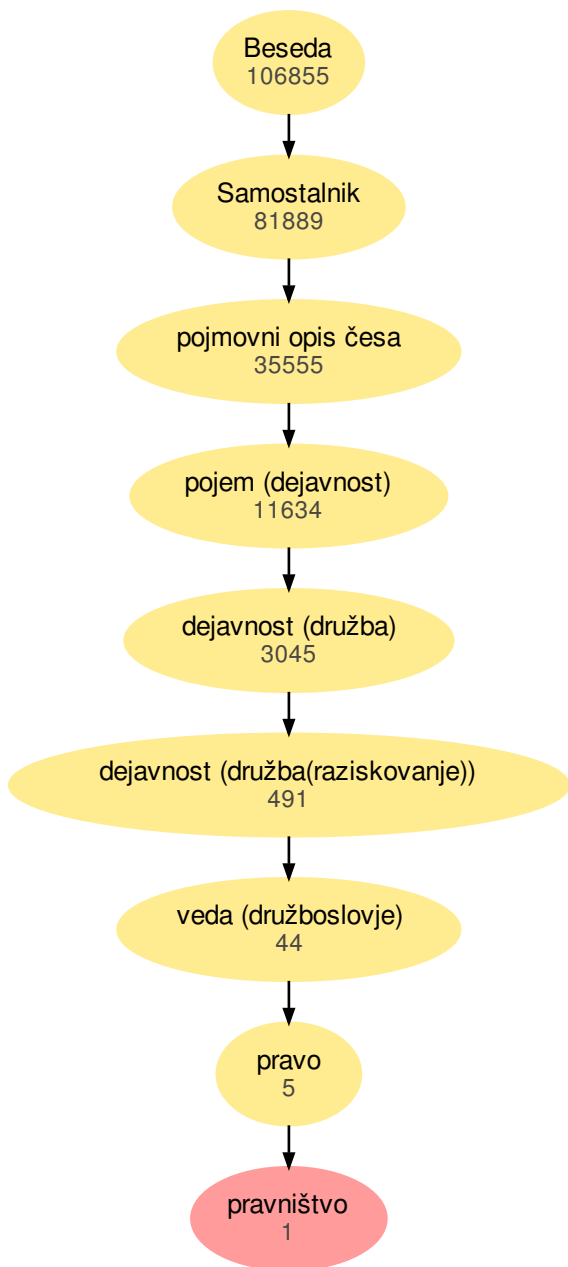 Beseda
106855
Samostalnik
81889
pojmovni opis česa
35555
pojem (dejavnost)
11634
dejavnost (družba)
3045
dejavnost (družba(raziskovanje))
491
veda (družboslovje)
44
pravo
5
pravništvo
1